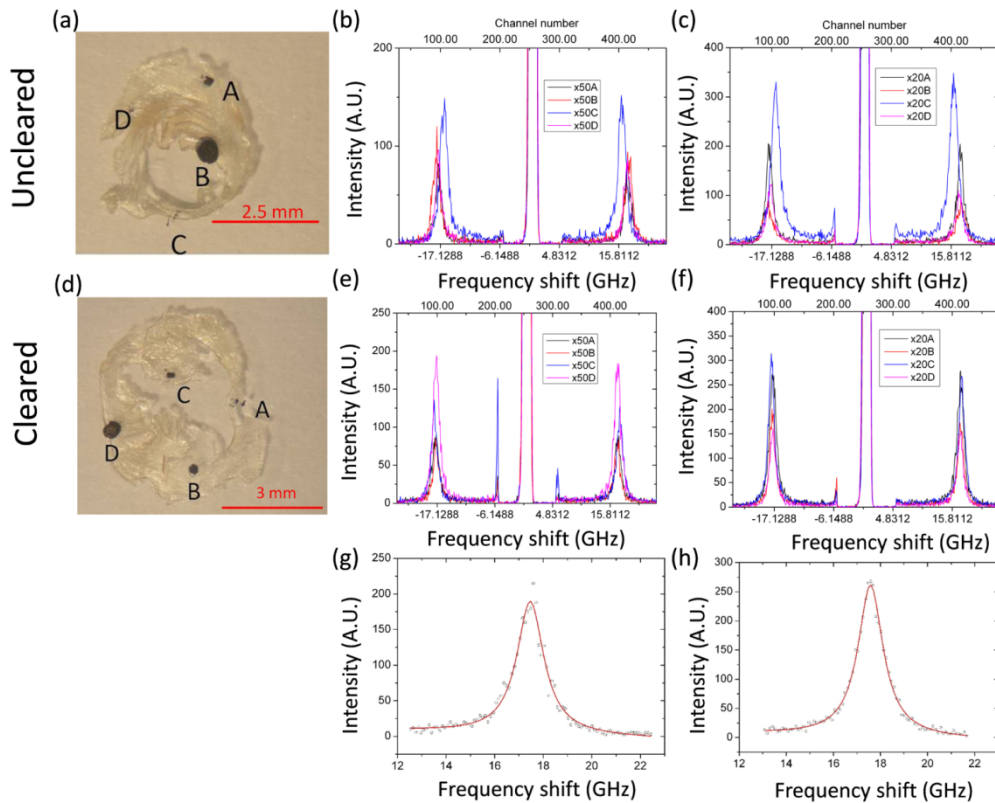 Uncleared
(a)
A
D
B
2.5 mm
C
(b)
Channel number
100.00 200.00 300.00 400.00
200
100
0
Intensity (A.U.)
x50A
x50B
x50C
x50D
-17.1288 -6.1488 4.8312 15.8112
Frequency shift (GHz)
(c)
Channel number
100.00 200.00 300.00 400.00
400
300
200
100
0
Intensity (A.U.)
x20A
x20B
x20C
x20D
-17.1288 -6.1488 4.8312 15.8112
Frequency shift (GHz)
Cleared
(d)
C
A
D
B
3 mm
(e)
100.00 200.00 300.00 400.00
250
200
150
100
50
0
Intensity (A.U.)
x50A
x50B
x50C
x50D
-17.1288 -6.1488 4.8312 15.8112
Frequency shift (GHz)
(f)
100.00 200.00 300.00 400.00
400
350
300
250
200
150
100
50
0
Intensity (A.U.)
x20A
x20B
x20C
x20D
-17.1288 -6.1488 4.8312 15.8112
Frequency shift (GHz)
(g)
250
200
150
100
50
0
Intensity (A.U.)
12 14 16 18 20 22
Frequency shift (GHz)
(h)
300
250
200
150
100
50
0
Intensity (A.U.)
12 14 16 18 20 22
Frequency shift (GHz)